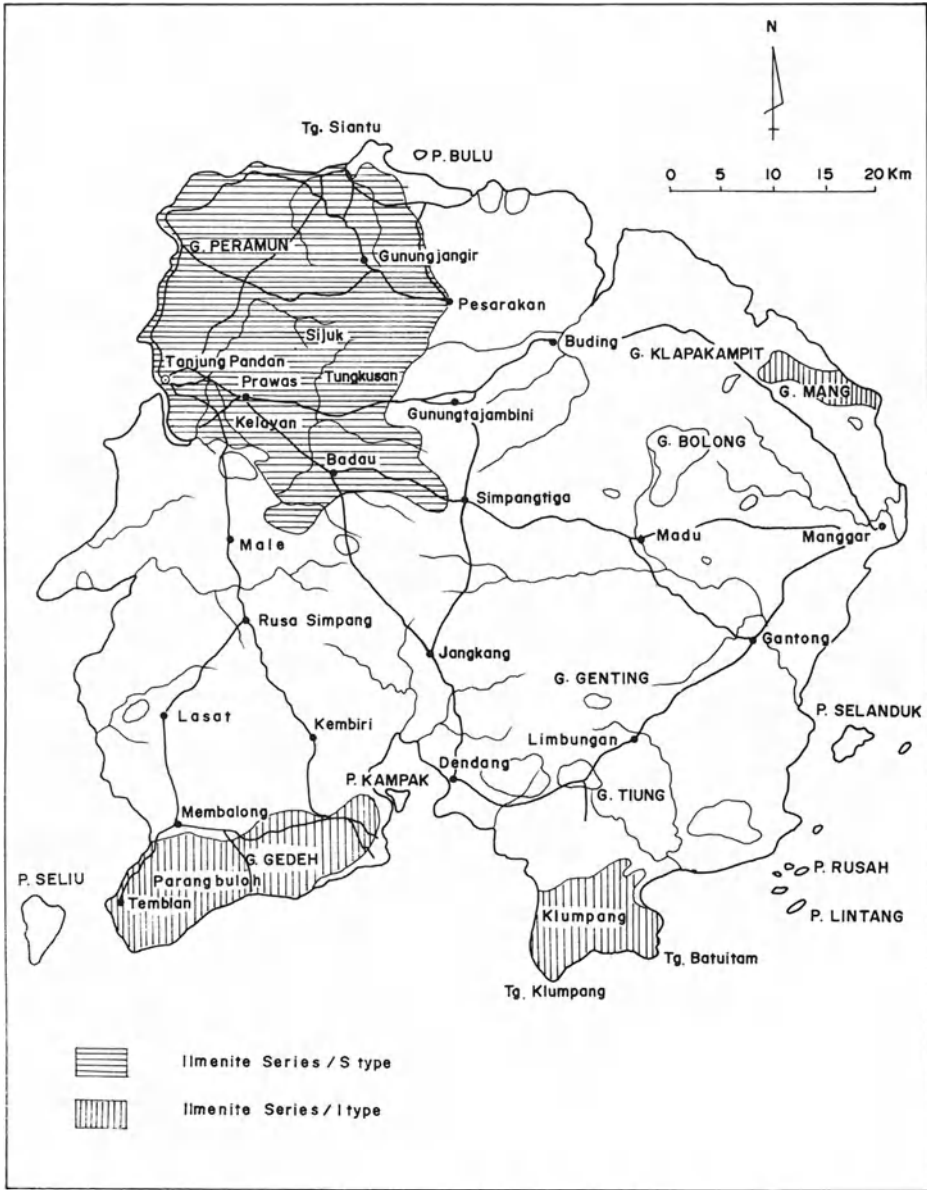 N
Tg. Siantu
P. BULU
0 5 10 15 20 Km
G. PERAMUN
Gunungjangir
Pesarakan
Sijuk
Buding
G. KLAPAKAMPIT
Tanjung Pandan
Prawas
Tungkusan
G. MANG
Keloyan
Gunungtajambini
G. BOLONG
Badau
Simpangtiga
Male
Madu
Manggar
Rusa Simpang
Jangkang
Gantong
G. GENTING
Lasat
Kembiri
Limbungan
P. SELANDUK
Dendang
P. KAMPAK
G. TIUNG
Membalong
G. GEDEH
P. SELIU
Parangbuloh
P. RUSAH
Temblan
Klumpang
P. LINTANG
Tg. Batuitam
Tg. Klumpang
Ilmenite Series / S type
Ilmenite Series / I type